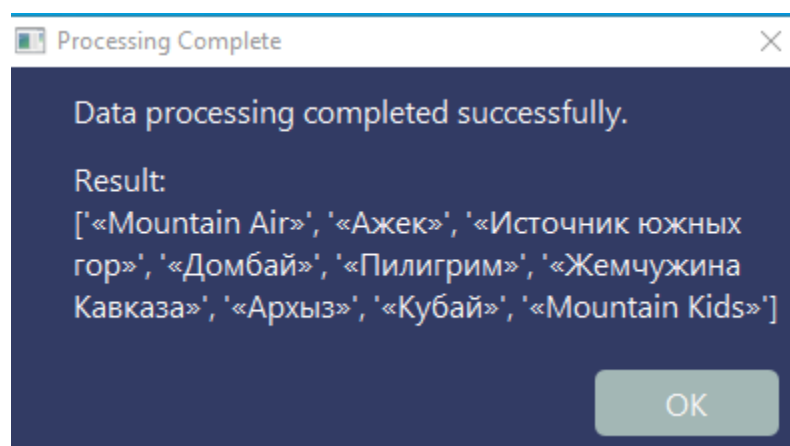 Processing Complete
Data processing completed successfully.
Result:
['«Mountain Air»', '«Ажек»', '«Источник южных
гор»', '«Домбай»', '«Пилигрим»', '«Жемчужина
Кавказа»', '«Архыз»', '«Кубай»', '«Mountain Kids»']
OK